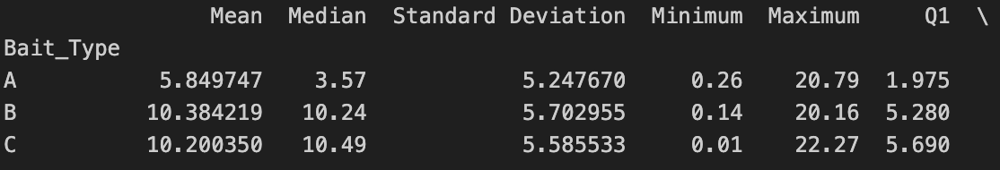 Mean Median Standard Deviation Minimum Maximum Q1 \
Bait_Type
A 5.849747 3.57 5.247670 0.26 20.79 1.975
B 10.384219 10.24 5.702955 0.14 20.16 5.280
C 10.200350 10.49 5.585533 0.01 22.27 5.690